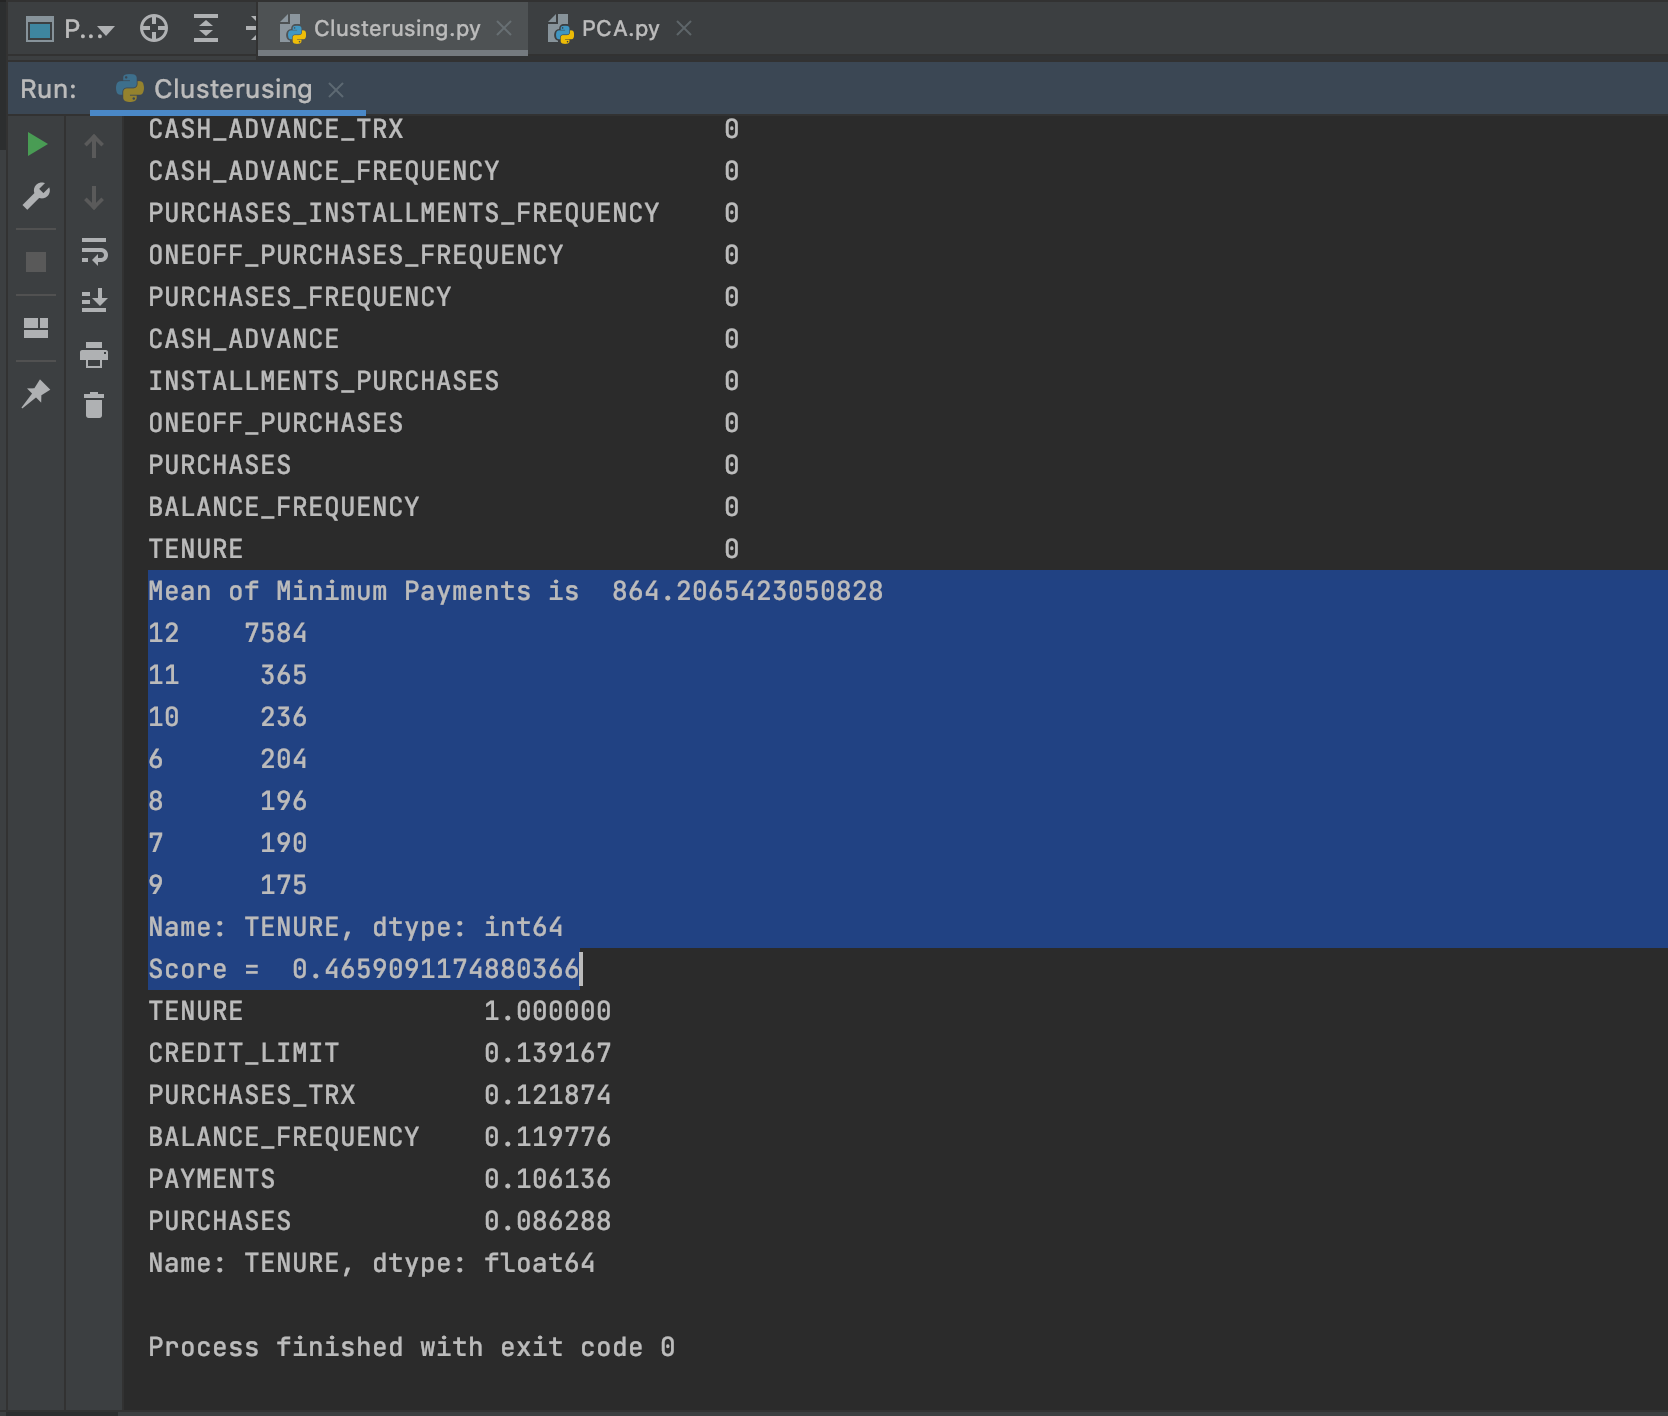 P... Clusterusing.py PCA.py
Run: Clusterusing
CASH_ADVANCE_TRX 0
CASH_ADVANCE_FREQUENCY 0
PURCHASES_INSTALLMENTS_FREQUENCY 0
ONEOFF_PURCHASES_FREQUENCY 0
PURCHASES_FREQUENCY 0
CASH_ADVANCE 0
INSTALLMENTS_PURCHASES 0
ONEOFF_PURCHASES 0
PURCHASES 0
BALANCE_FREQUENCY 0
TENURE 0
Mean of Minimum Payments is  864.2065423050828
12 7584
11 365
10 236
6 204
8 196
7 190
9 175
Name: TENURE, dtype: int64
Score =  0.4659091174880366
TENURE 1.000000
CREDIT_LIMIT 0.139167
PURCHASES_TRX 0.121874
BALANCE_FREQUENCY 0.119776
PAYMENTS 0.106136
PURCHASES 0.086288
Name: TENURE, dtype: float64
Process finished with exit code 0